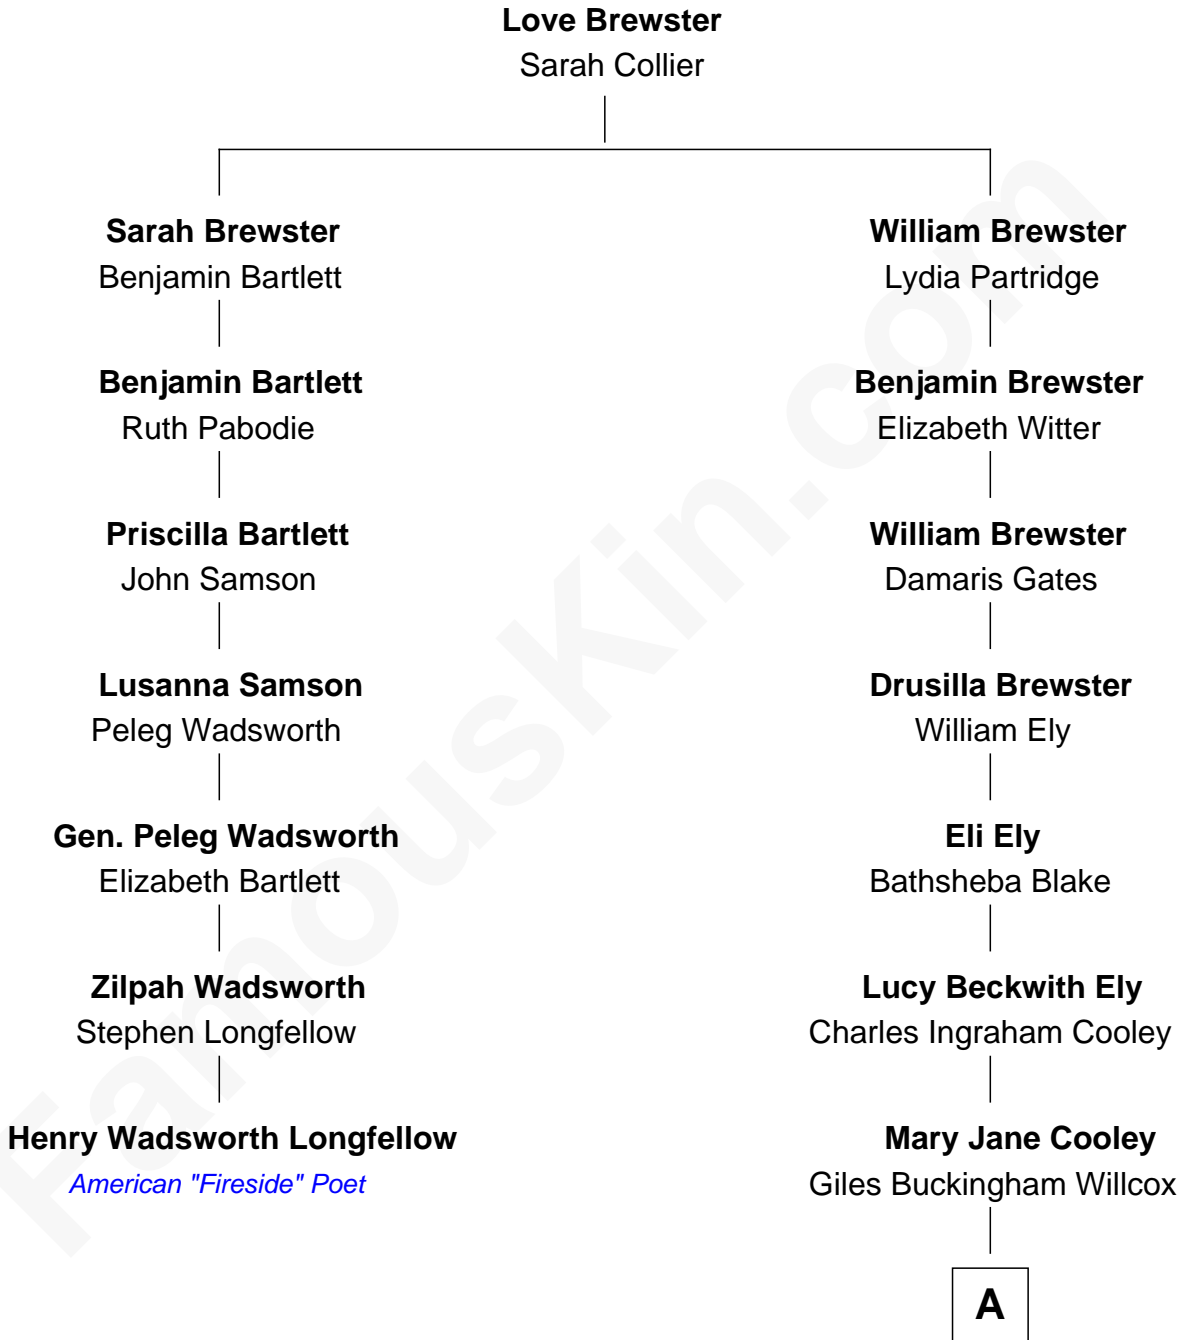 Love Brewster
Sarah Collier
Sarah Brewster
Benjamin Bartlett
Benjamin Bartlett
Ruth Pabodie
Priscilla Bartlett
John Samson
Lusanna Samson
Peleg Wadsworth
Gen. Peleg Wadsworth
Elizabeth Bartlett
Zilpah Wadsworth
Stephen Longfellow
Henry Wadsworth Longfellow
American "Fireside" Poet
William Brewster
Lydia Partridge
Benjamin Brewster
Elizabeth Witter
William Brewster
Damaris Gates
Drusilla Brewster
William Ely
Eli Ely
Bathsheba Blake
Lucy Beckwith Ely
Charles Ingraham Cooley
Mary Jane Cooley
Giles Buckingham Willcox
A
FamousKin.com